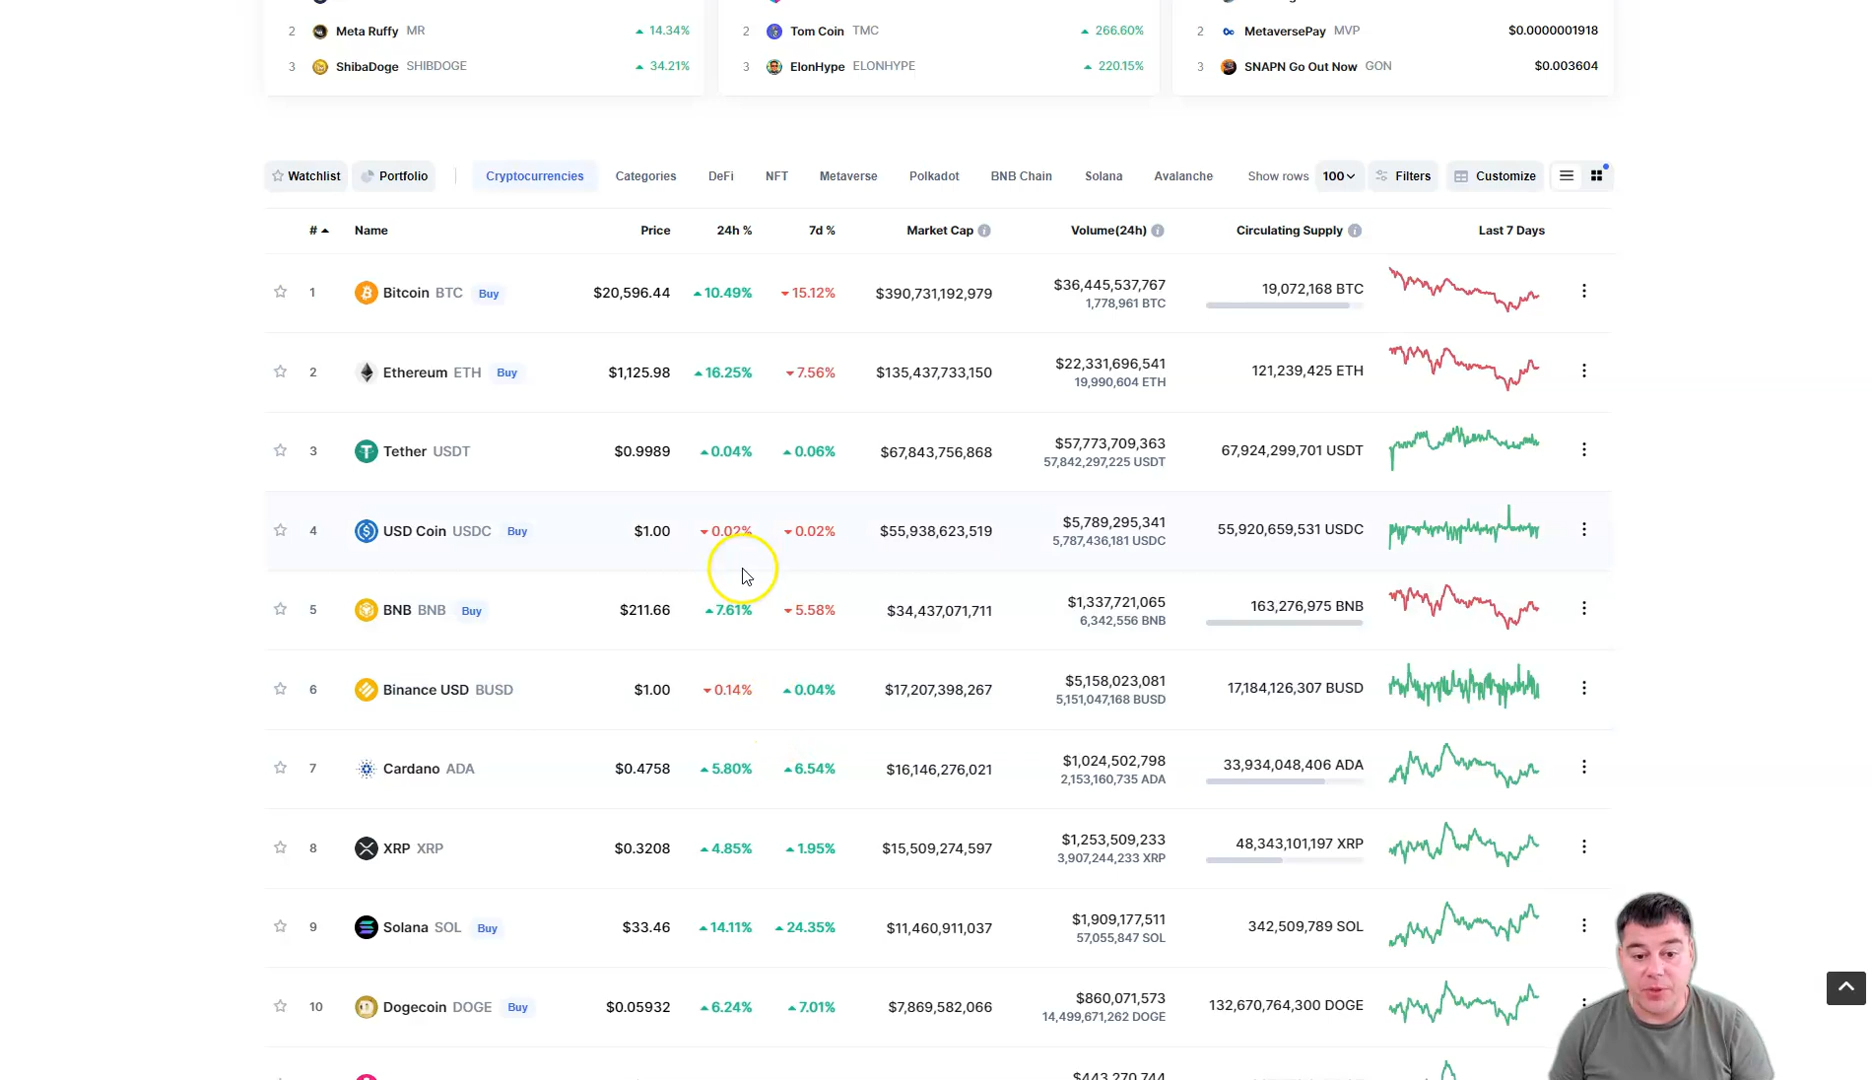 2 Meta Ruffy MR 14.34% 2 Tom Coin TMC 266.60% 2 MetaversePay MVP $0.0000001918
3 ShibaDoge SHIBDOGE 34.21% 3 ElonHype ELONHYPE 220.15% 3 SNAPN Go Out Now GON $0.003604
Watchlist Portfolio Cryptocurrencies Categories DeFi NFT Metaverse Polkadot BNB Chain Solana Avalanche Show rows 100 Filters Customize
# Name Price 24h % 7d % Market Cap Volume(24h) Circulating Supply Last 7 Days
1 Bitcoin BTC Buy $20,596.44 10.49% 15.12% $390,731,192,979 $36,445,537,767 19,072,168 BTC
1,778,961 BTC
2 Ethereum ETH Buy $1,125.98 16.25% 7.56% $135,437,733,150 $22,331,696,541 121,239,425 ETH
19,990,604 ETH
3 Tether USDT $0.9989 0.04% 0.06% $67,843,756,868 $57,773,709,363 67,924,299,701 USDT
57,842,297,225 USDT
4 USD Coin USDC Buy $1.00 0.02% 0.02% $55,938,623,519 $5,789,295,341 55,920,659,531 USDC
5,787,436,181 USDC
5 BNB BNB Buy $211.66 7.61% 5.58% $34,437,071,711 $1,337,721,065 163,276,975 BNB
6,342,556 BNB
6 Binance USD BUSD $1.00 0.14% 0.04% $17,207,398,267 $5,158,023,081 17,184,126,307 BUSD
5,151,047,168 BUSD
7 Cardano ADA $0.4758 5.80% 6.54% $16,146,276,021 $1,024,502,798 33,934,048,406 ADA
2,153,160,735 ADA
8 XRP XRP $0.3208 4.85% 1.95% $15,509,274,597 $1,253,509,233 48,343,101,197 XRP
3,907,244,233 XRP
9 Solana SOL Buy $33.46 14.11% 24.35% $11,460,911,037 $1,909,177,511 342,509,789 SOL
57,055,847 SOL
10 Dogecoin DOGE Buy $0.05932 6.24% 7.01% $7,869,582,066 $860,071,573 132,670,764,300 DOGE
14,499,671,262 DOGE
$443,270,744